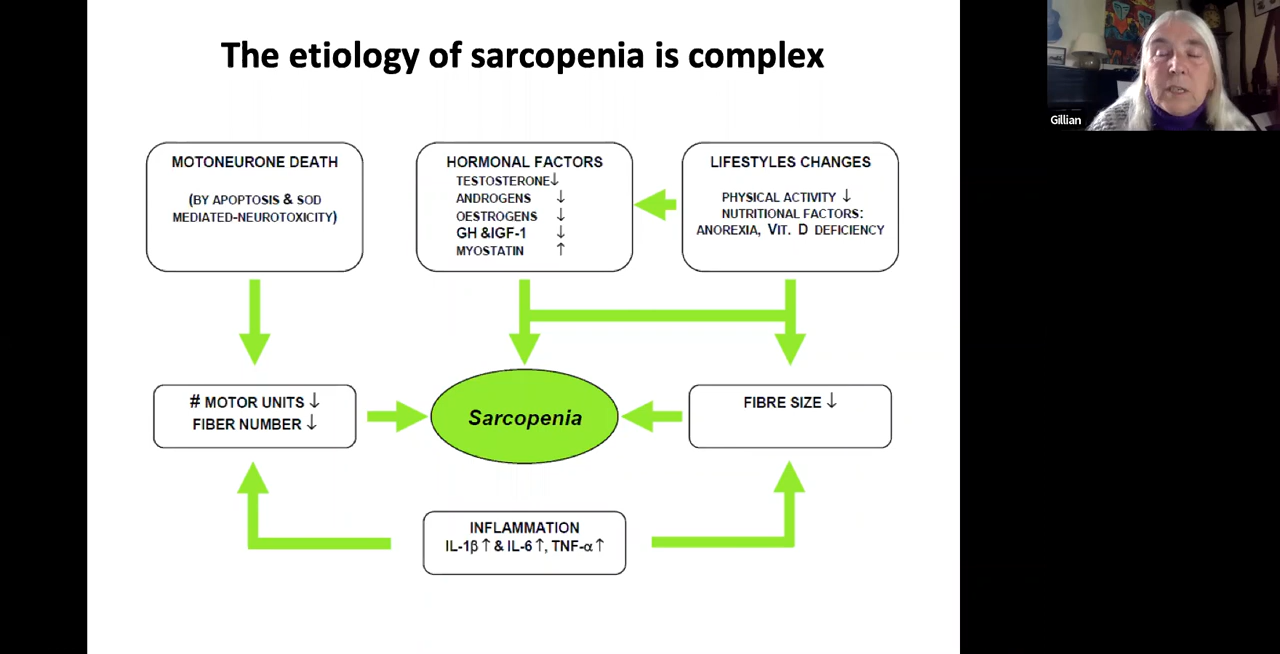 The etiology of sarcopenia is complex
Gillian
MOTONEURONE DEATH
(BY APOPTOSIS & SOD
MEDIATED-NEUROTOXICITY)
HORMONAL FACTORS
TESTOSTERONE↓
ANDROGENS ↓
OESTROGENS ↓
GH &IGF-1 ↓
MYOSTATIN ↑
LIFESTYLES CHANGES
PHYSICAL ACTIVITY ↓
NUTRITIONAL FACTORS:
ANOREXIA, VIT. D DEFICIENCY
# MOTOR UNITS ↓
FIBER NUMBER ↓
Sarcopenia
FIBRE SIZE ↓
INFLAMMATION
IL-1β ↑ & IL-6 ↑, TNF-α ↑